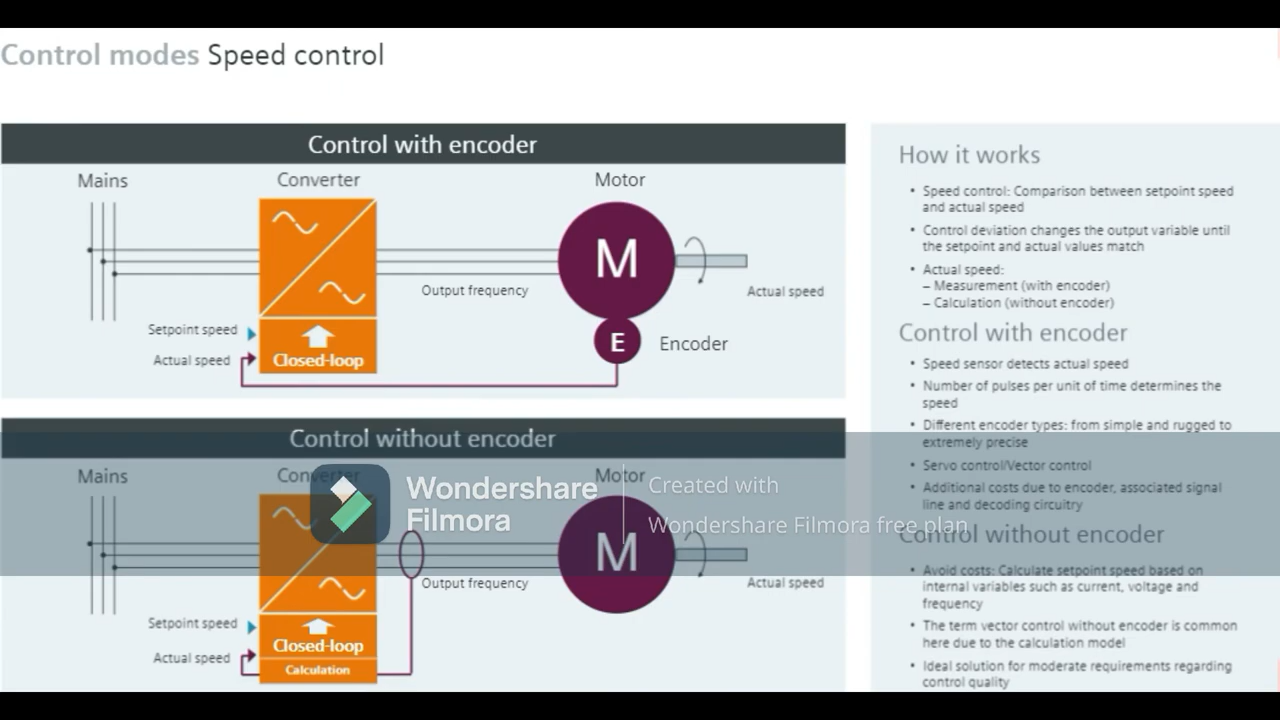 Control modes Speed control
Control with encoder
Mains
Converter
Motor
M
Output frequency
Actual speed
Setpoint speed
Actual speed
Closed-loop
E
Encoder
Control without encoder
Mains
Converter
Motor
M
Output frequency
Actual speed
Setpoint speed
Actual speed
Closed-loop
Calculation
How it works
• Speed control: Comparison between setpoint speed
and actual speed
• Control deviation changes the output variable until
the setpoint and actual values match
• Actual speed:
– Measurement (with encoder)
– Calculation (without encoder)
Control with encoder
• Speed sensor detects actual speed
• Number of pulses per unit of time determines the
speed
• Different encoder types: from simple and rugged to
extremely precise
• Servo control/Vector control
• Additional costs due to encoder, associated signal
line and decoding circuitry
Control without encoder
• Avoid costs: Calculate setpoint speed based on
internal variables such as current, voltage and
frequency
• The term vector control without encoder is common
here due to the calculation model
• Ideal solution for moderate requirements regarding
control quality
Wondershare
Filmora
Created with
Wondershare Filmora free plan